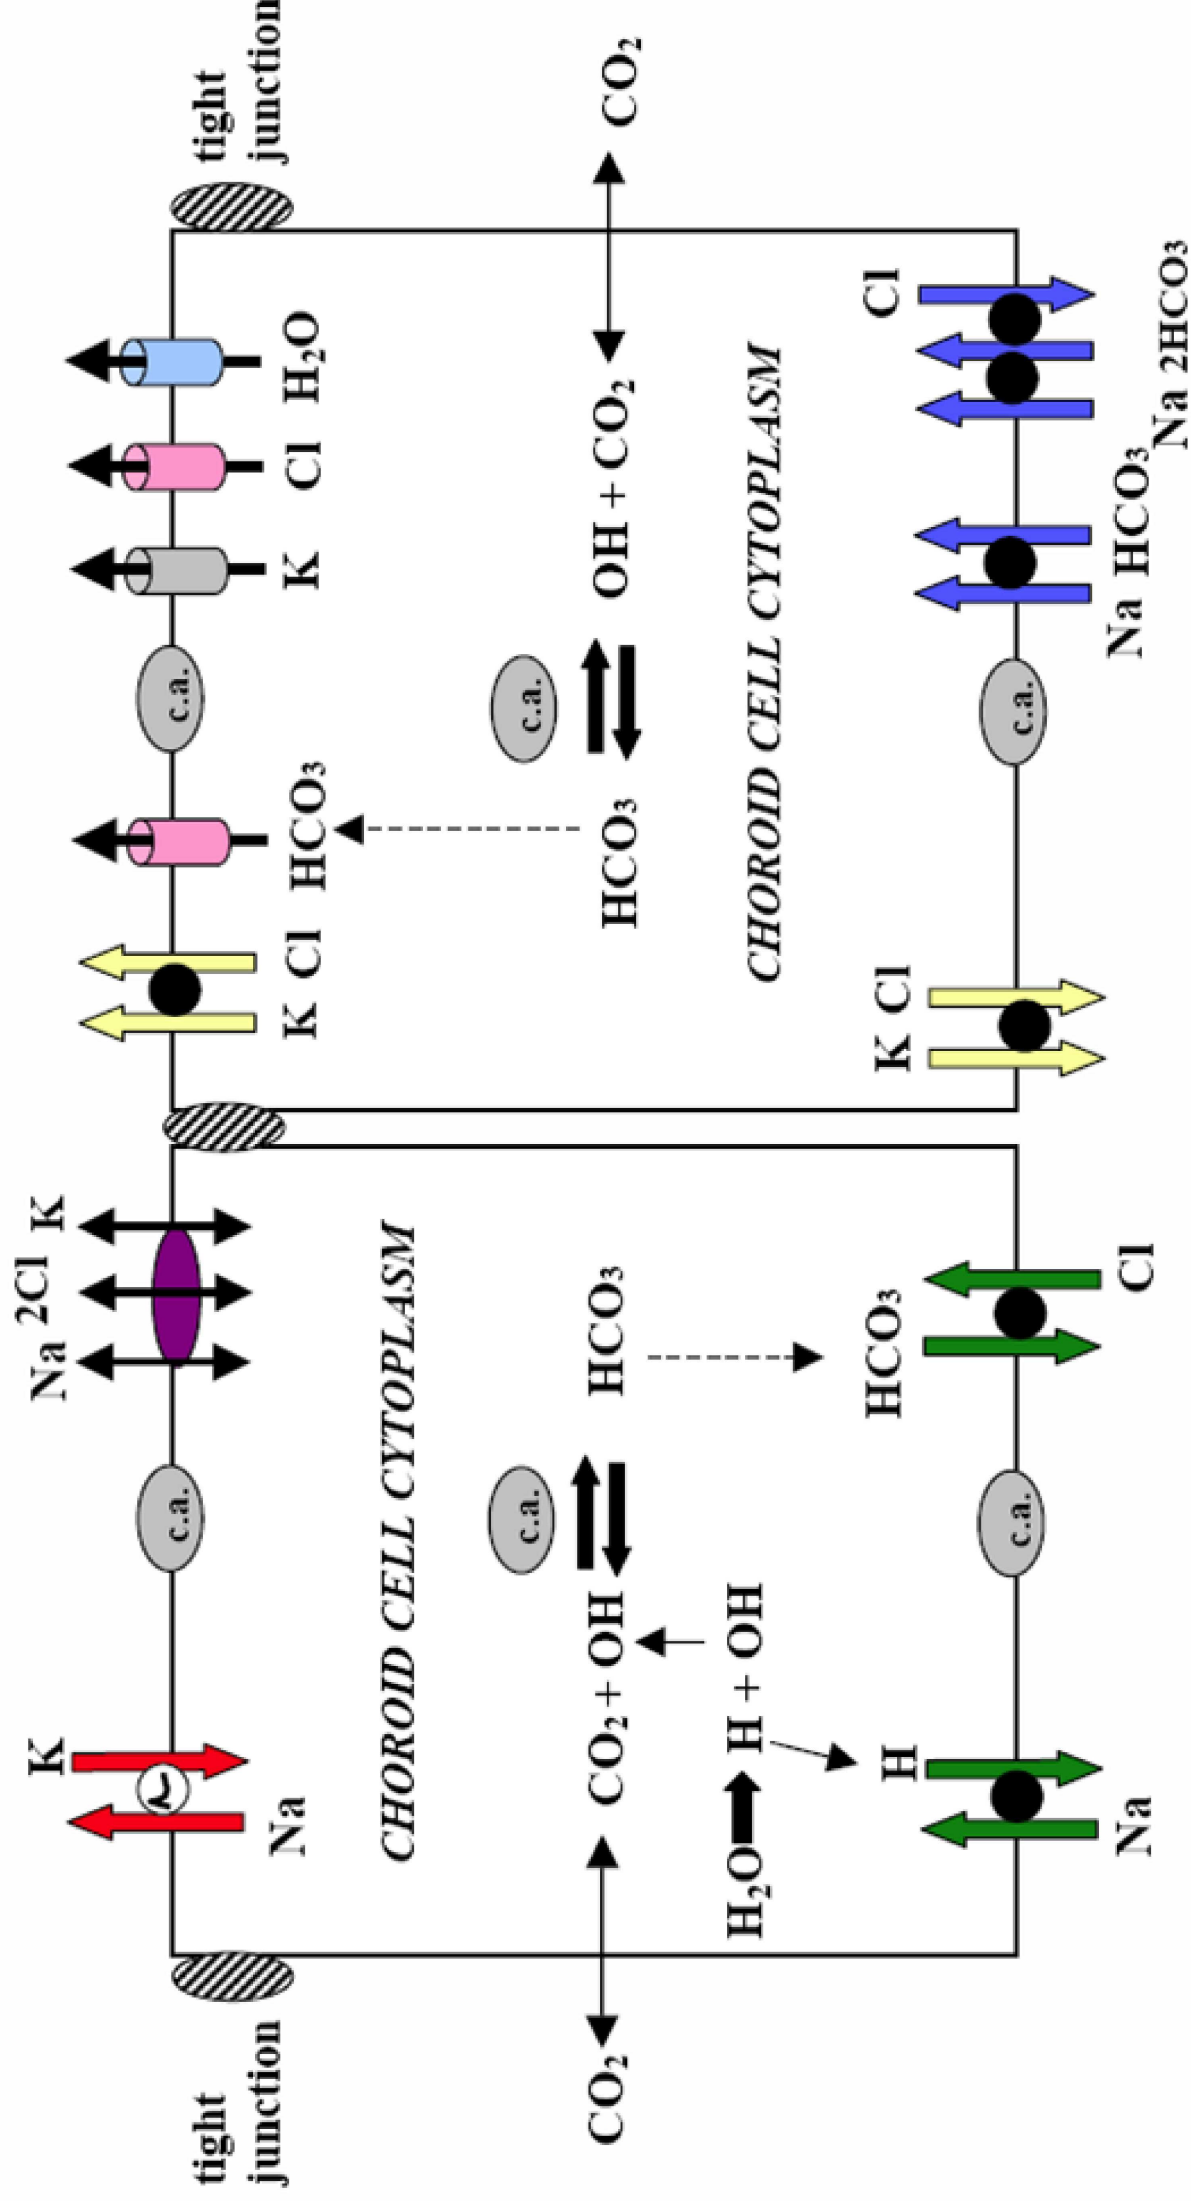 K
Na 2Cl K
tight
junction
c.a.
c.a.
tight
junction
Na
K Cl
HCO₃
K
Cl
H₂O
CHOROID CELL CYTOPLASM
c.a.
c.a.
CO₂
CO₂ + OH
HCO₃
HCO₃
OH + CO₂
CO₂
H₂O
H + OH
CHOROID CELL CYTOPLASM
H
HCO₃
K Cl
Cl
c.a.
c.a.
Na
Cl
Na HCO₃
Na 2HCO₃